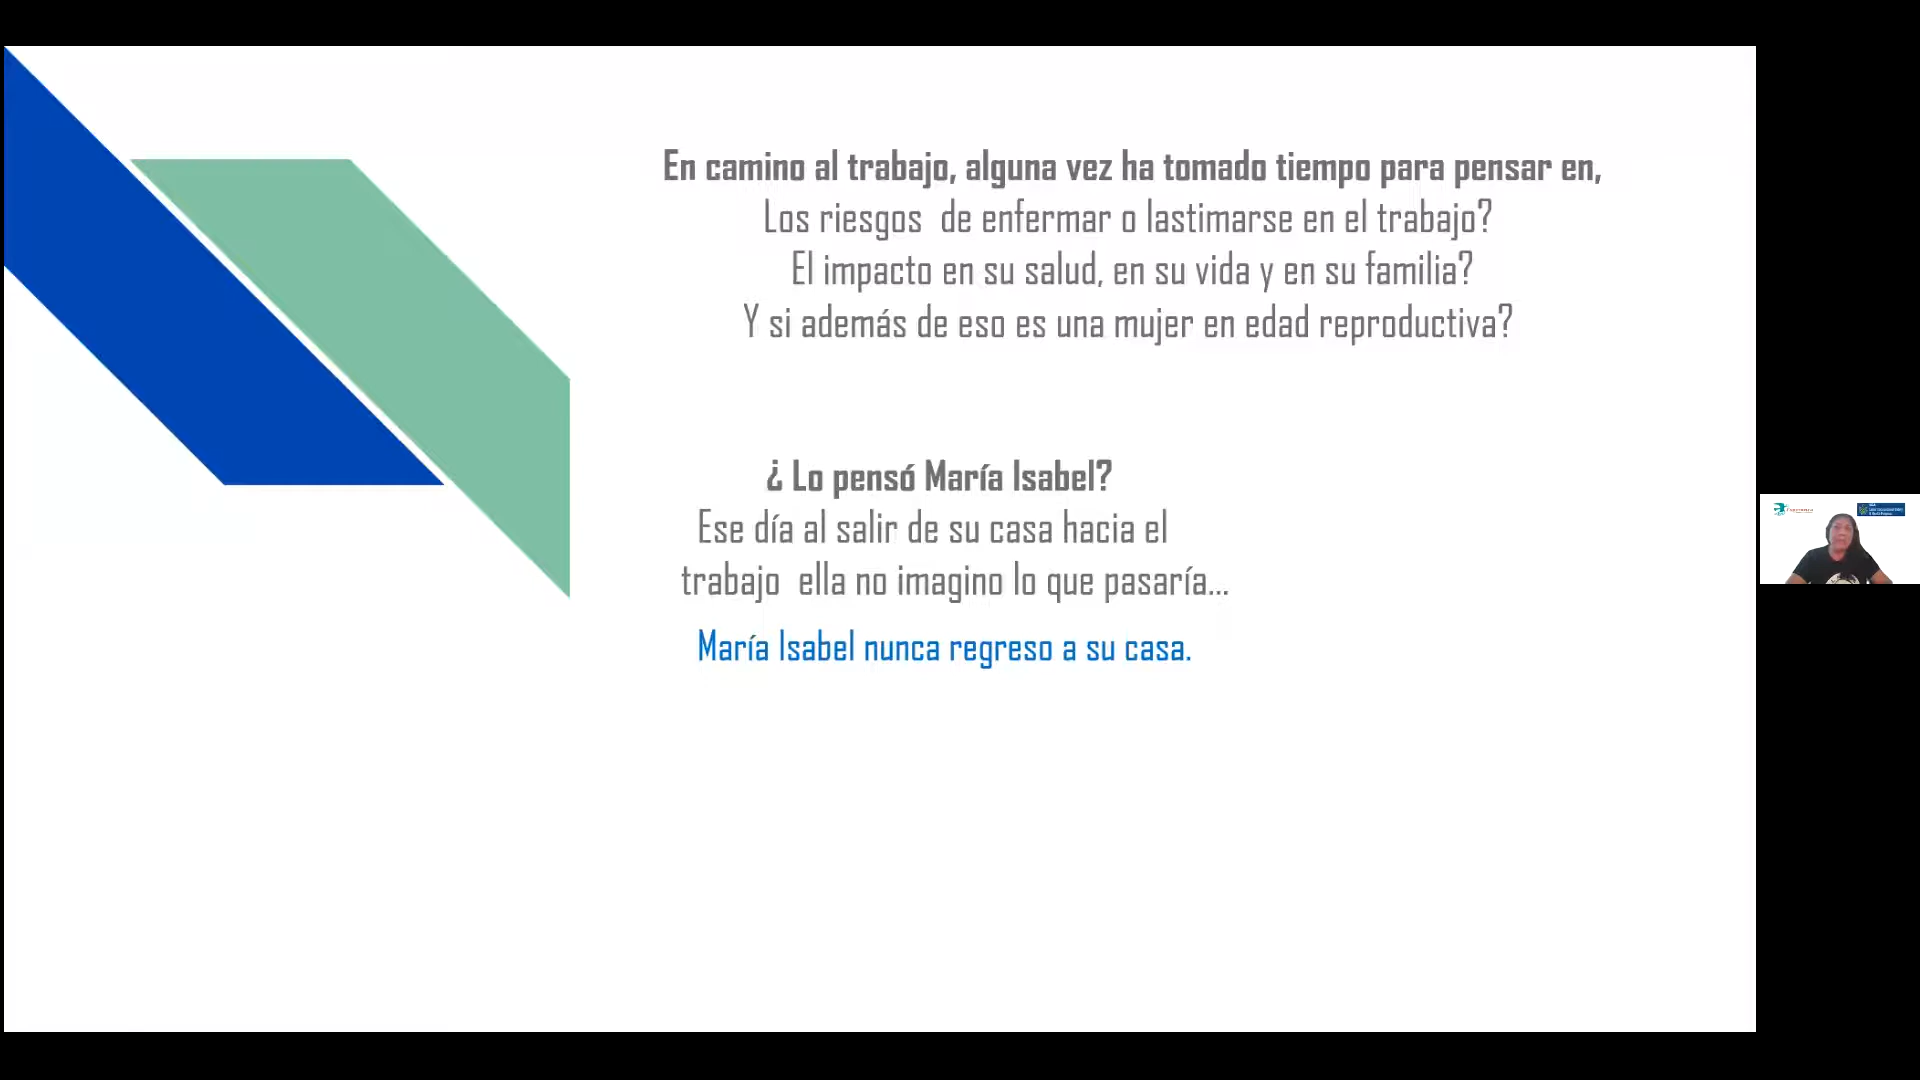 En camino al trabajo, alguna vez ha tomado tiempo para pensar en,
Los riesgos de enfermar o lastimarse en el trabajo?
El impacto en su salud, en su vida y en su familia?
Y si además de eso es una mujer en edad reproductiva?
¿ Lo pensó María Isabel?
Ese día al salir de su casa hacia el
trabajo ella no imagino lo que pasaría...
María Isabel nunca regreso a su casa.